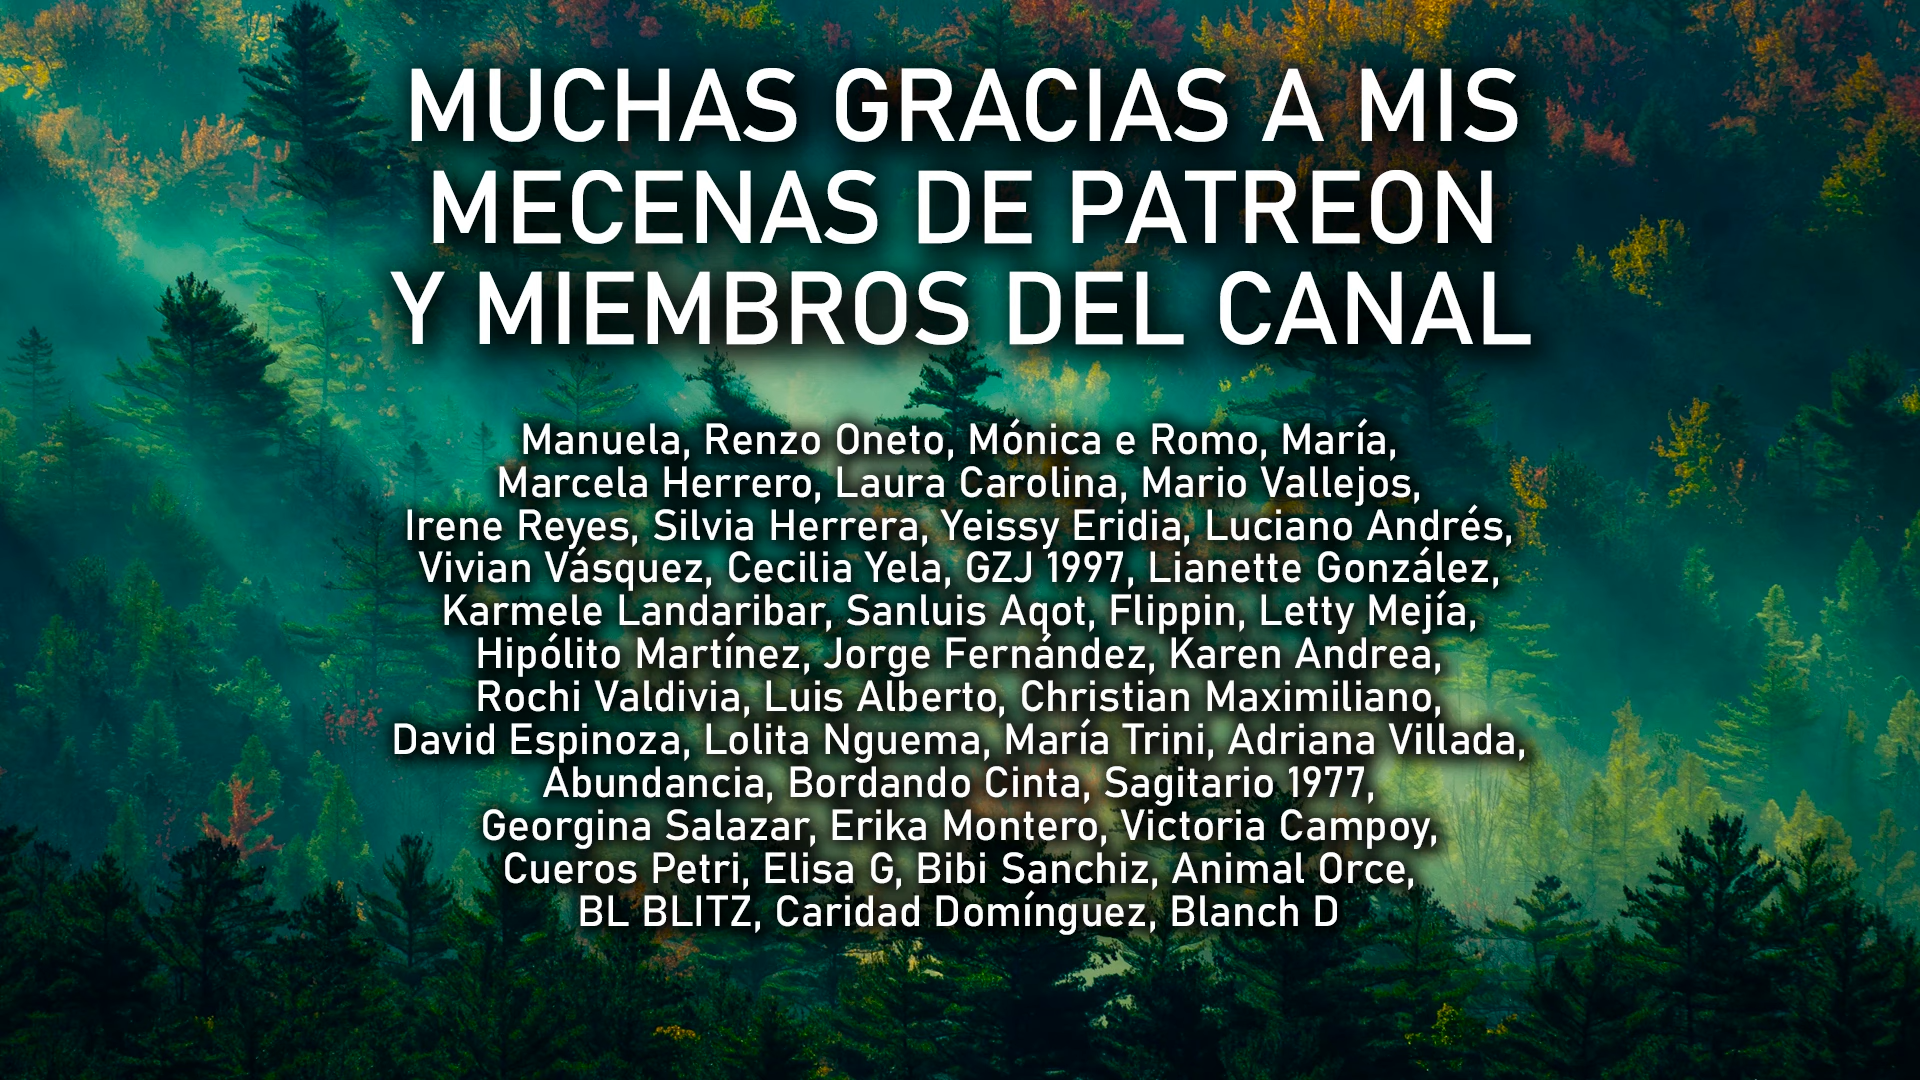 MUCHAS GRACIAS A MIS
MECENAS DE PATREON
Y MIEMBROS DEL CANAL
Manuela, Renzo Oneto, Mónica e Romo, María,
Marcela Herrero, Laura Carolina, Mario Vallejos,
Irene Reyes, Silvia Herrera, Yeissy Eridia, Luciano Andrés,
Vivian Vásquez, Cecilia Yela, GZJ 1997, Lianette González,
Karmele Landaribar, Sanluis Aqot, Flippin, Letty Mejía,
Hipólito Martínez, Jorge Fernández, Karen Andrea,
Rochi Valdivia, Luis Alberto, Christian Maximiliano,
David Espinoza, Lolita Nguema, María Trini, Adriana Villada,
Abundancia, Bordando Cinta, Sagitario 1977,
Georgina Salazar, Erika Montero, Victoria Campoy,
Cueros Petri, Elisa G, Bibi Sanchiz, Animal Orce,
BL BLITZ, Caridad Domínguez, Blanch D